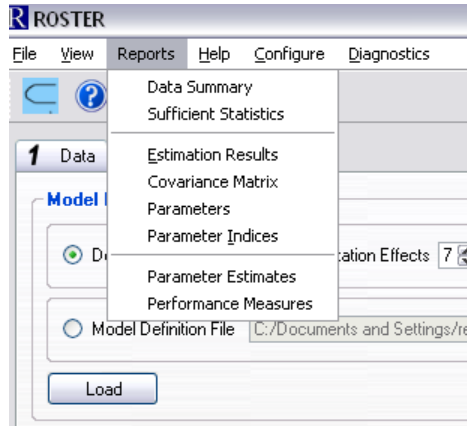 R ROSTER
File View Reports Help Configure Diagnostics
Data Summary
Sufficient Statistics
1 Data
Estimation Results
Covariance Matrix
Model
Parameters
Parameter Indices
ation Effects 7
Parameter Estimates
Performance Measures
Model Definition File C:/Documents and Settings/re
Load